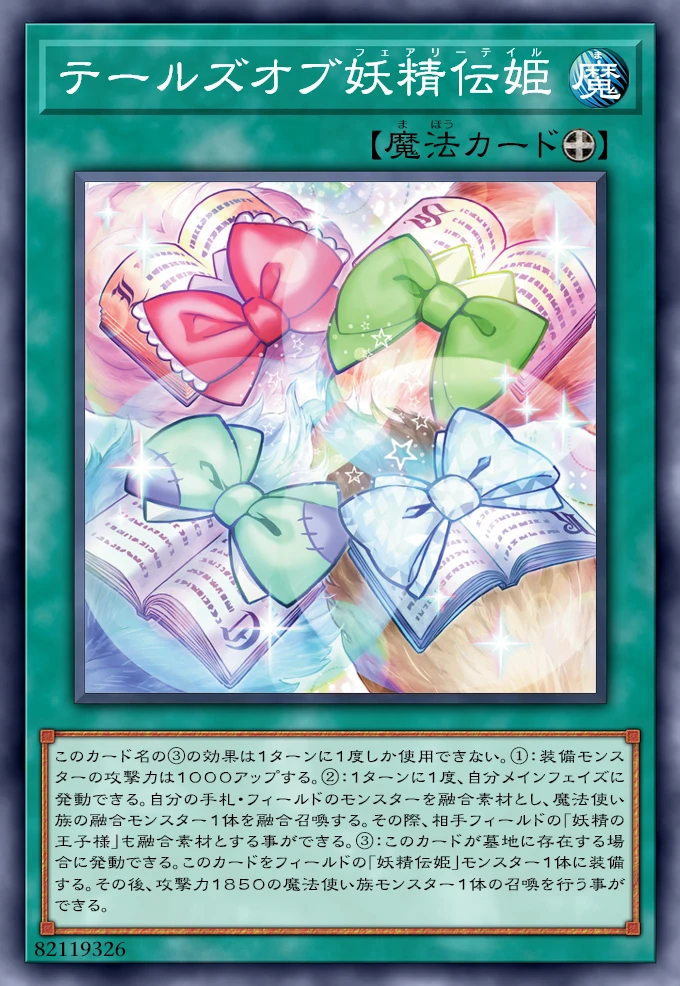 フェアリーテイル
テールズオブ妖精伝姫
ま
魔
ま ほう
【魔法カード】
このカード名の③の効果は1ターンに1度しか使用できない。①:装備モンス
ターの攻撃力は1000アップする。②:1ターンに1度、自分メインフェイズに
発動できる。自分の手札・フィールドのモンスターを融合素材とし、魔法使い
族の融合モンスター1体を融合召喚する。その際、相手フィールドの「妖精の
王子様」も融合素材とする事ができる。③:このカードが墓地に存在する場
合に発動できる。このカードをフィールドの「妖精伝姫」モンスター1体に装備
する。その後、攻撃力1850の魔法使い族モンスター1体の召喚を行う事が
できる。
82119326